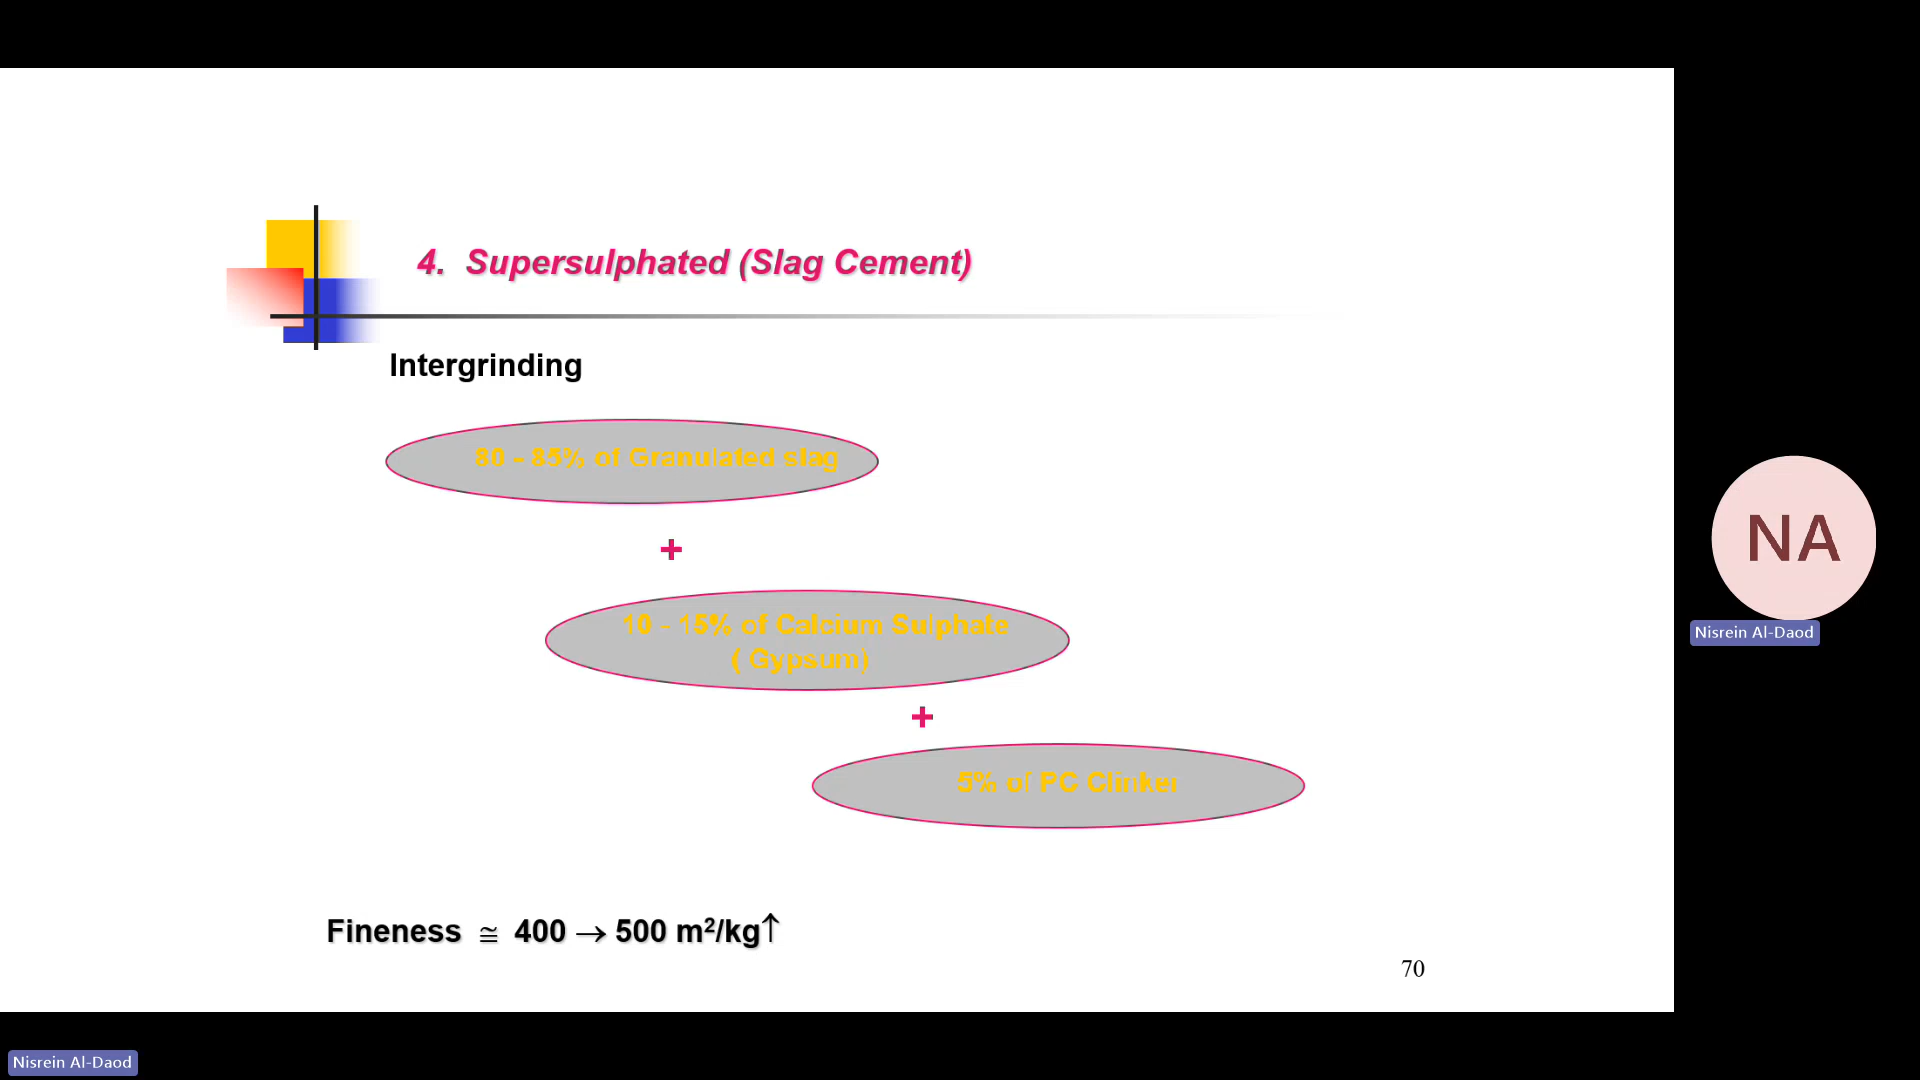 4. Supersulphated (Slag Cement)
Intergrinding
80 - 85% of Granulated slag
+
10 - 15% of Calcium Sulphate
( Gypsum)
+
5% of PC Clinker
Fineness ≅ 400 → 500 m²/kg↑
70
NA
Nisrein Al-Daod
Nisrein Al-Daod